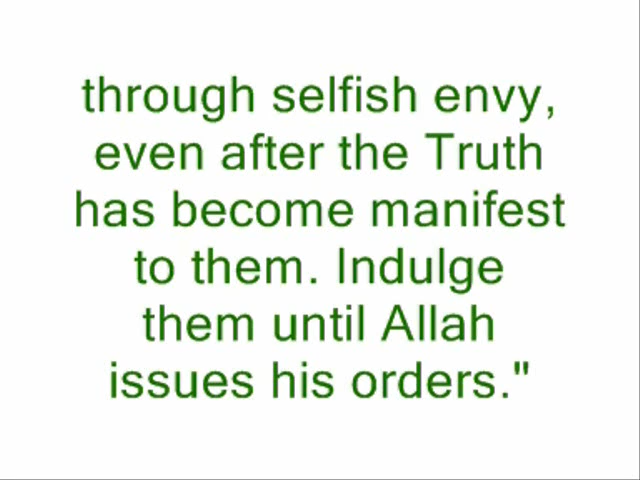 through selfish envy,
even after the Truth
has become manifest
to them. Indulge
them until Allah
issues his orders."